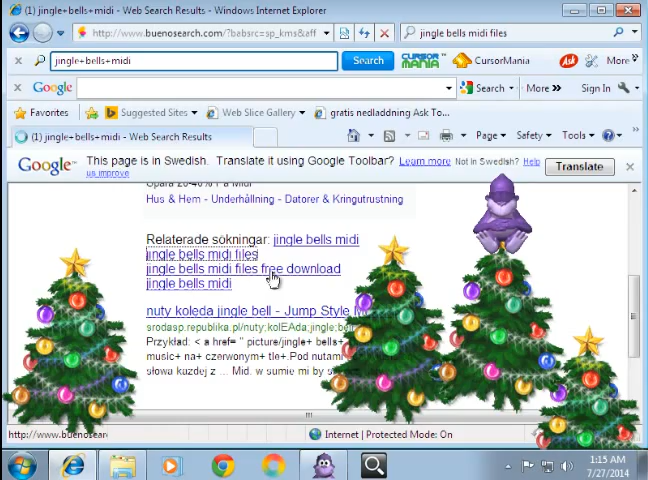 (1) jingle+bells+midi - Web Search Results - Windows Internet Explorer
http://www.buenosearch.com/?babsrc=sp_kms&aff
jingle bells midi files
jingle+bells+midi
Search
CURSOR MANIA
CursorMania
Ask
More»
Google
Search
More»
Sign In
Favorites
Suggested Sites
Web Slice Gallery
gratis nedladdning Ask To...
(1) jingle+bells+midi - Web Search Results
Page
Safety
Tools
Google™
This page is in Swedish. Translate it using Google Toolbar? Learn more Not in Swedish? Help
us improve
Translate
Hus & Hem - Underhållning - Datorer & Kringutrustning
Relaterade sökningar: jingle bells midi
jingle bells midi files
jingle bells midi files free download
jingle bells midi
nuty koleda jingle bell - Jump Style
srodasp.republika.pl/nuty;kolEAda;jingle;bel
Przykład: < a href= " picture/jingle+ bells+
music+ na+ czerwonym+ tle+.Pod nutami
słowa kazdej z ... Mid. w sumie mi by
http://www.buenosear
Internet | Protected Mode: On
1:15 AM
7/27/2014